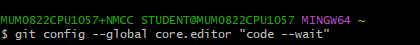 MUM0822CPU1057+NMCC STUDENT@MUM0822CPU1057 MINGW64 ~
$ git config --global core.editor "code --wait"